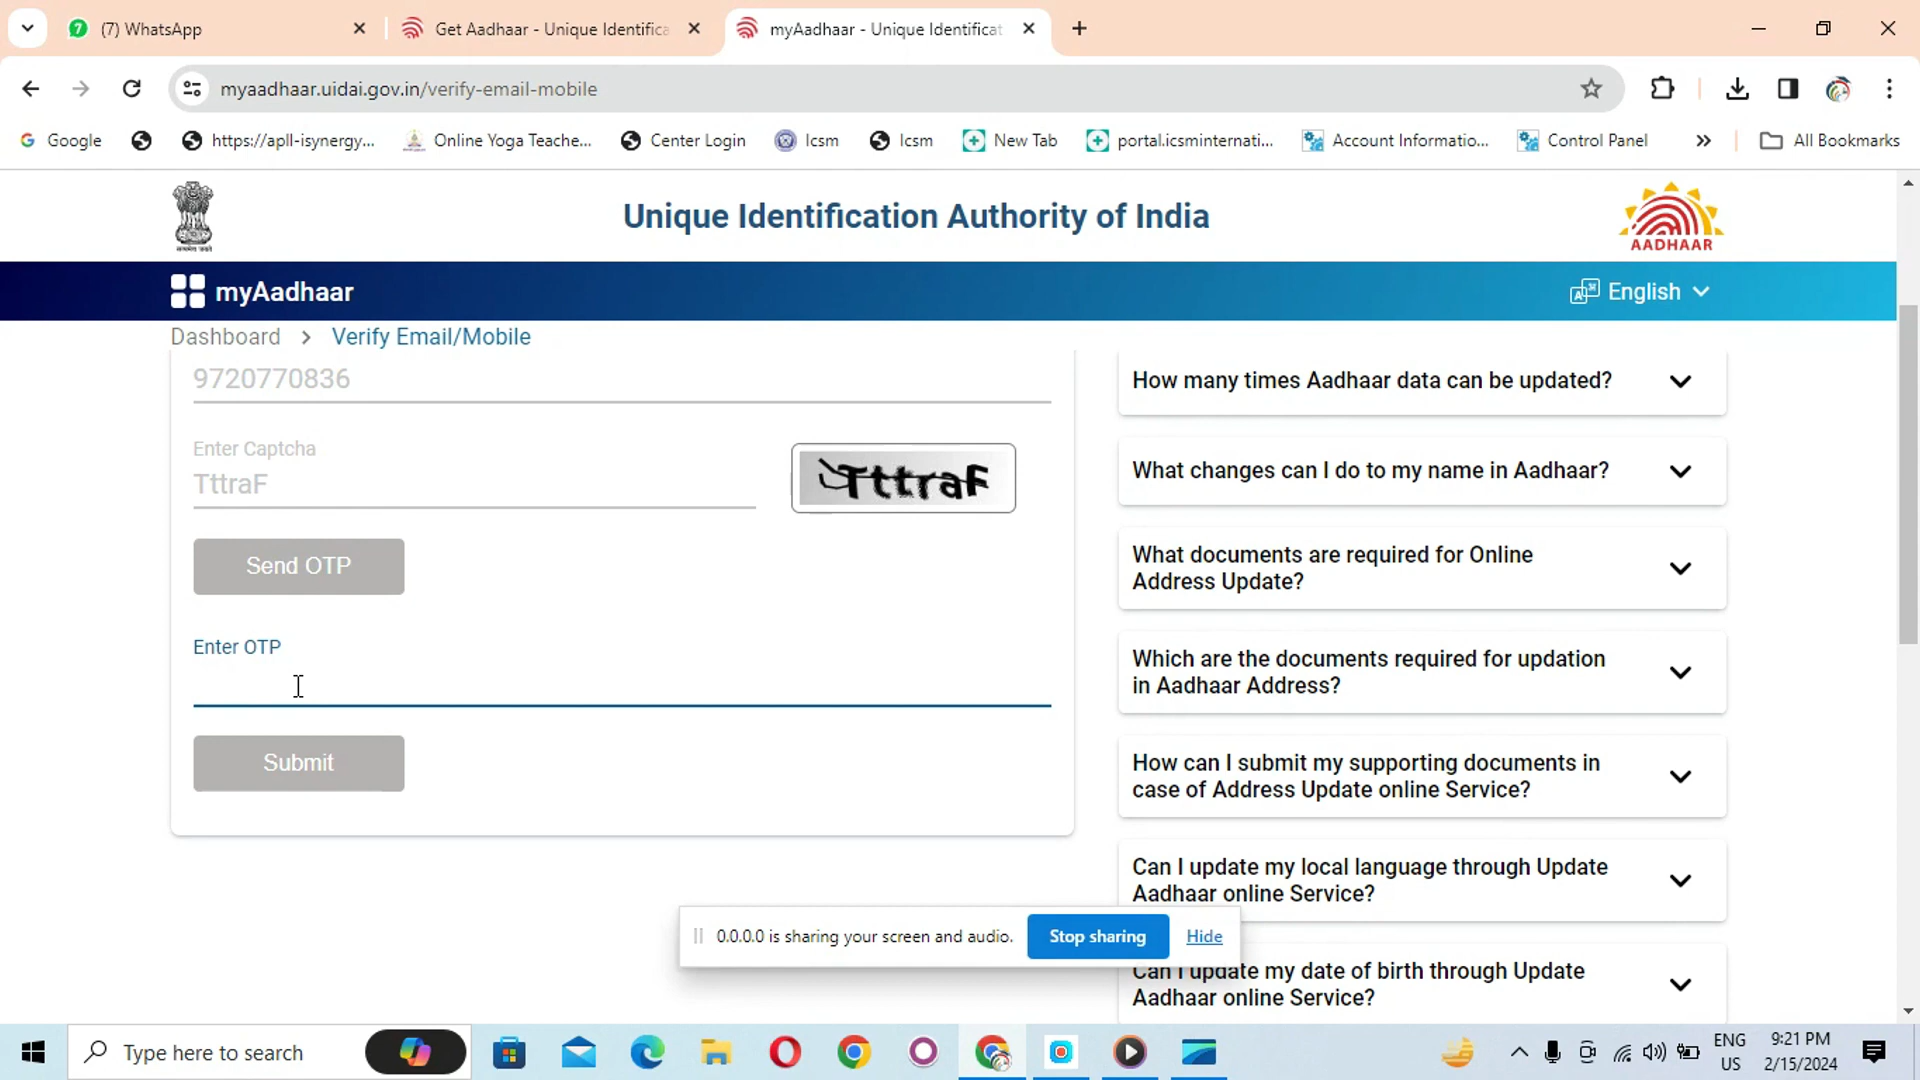 (7) WhatsApp
Get Aadhaar - Unique Identifica
myAadhaar - Unique Identificat
myaadhaar.uidai.gov.in/verify-email-mobile
Google
https://apll-isynergy...
Online Yoga Teache...
Center Login
Icsm
Icsm
New Tab
portal.icsminternati...
Account Informatio...
Control Panel
All Bookmarks
Unique Identification Authority of India
AADHAAR
myAadhaar
English
Dashboard > Verify Email/Mobile
9720770836
Enter Captcha
TttraF
TttraF
Send OTP
Enter OTP
Submit
How many times Aadhaar data can be updated?
What changes can I do to my name in Aadhaar?
What documents are required for Online
Address Update?
Which are the documents required for updation
in Aadhaar Address?
How can I submit my supporting documents in
case of Address Update online Service?
Can I update my local language through Update
Aadhaar online Service?
Can I update my date of birth through Update
Aadhaar online Service?
0.0.0.0 is sharing your screen and audio.
Stop sharing
Hide
Type here to search
ENG
US
9:21 PM
2/15/2024